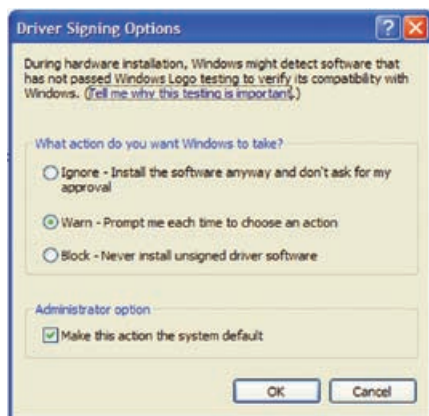 Driver Signing Options
During hardware installation, Windows might detect software that
has not passed Windows Logo testing to verify its compatibility with
Windows. (Tell me why this testing is important.)
What action do you want Windows to take?
Ignore - Install the software anyway and don't ask for my
approval
Warn - Prompt me each time to choose an action
Block - Never install unsigned driver software
Administrator option
Make this action the system default
OK Cancel